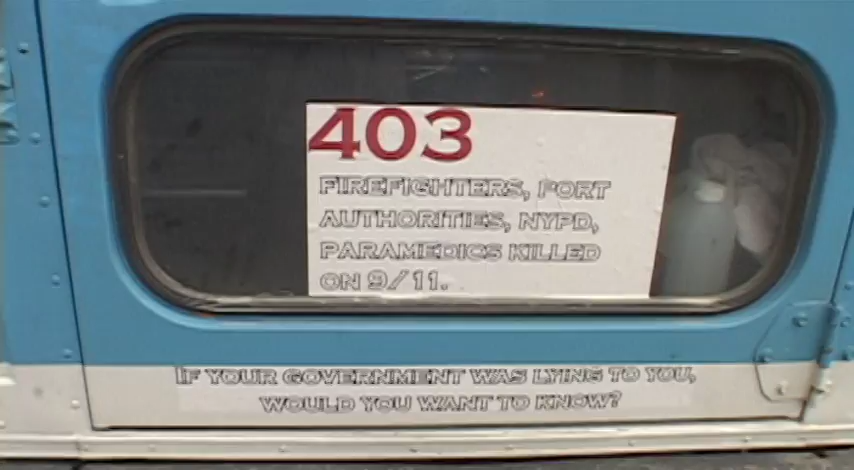 403
FIREFIGHTERS, PORT
AUTHORITIES, NYPD,
PARAMEDICS KILLED
ON 9/11.
IF YOUR GOVERNMENT WAS LYING TO YOU,
WOULD YOU WANT TO KNOW?